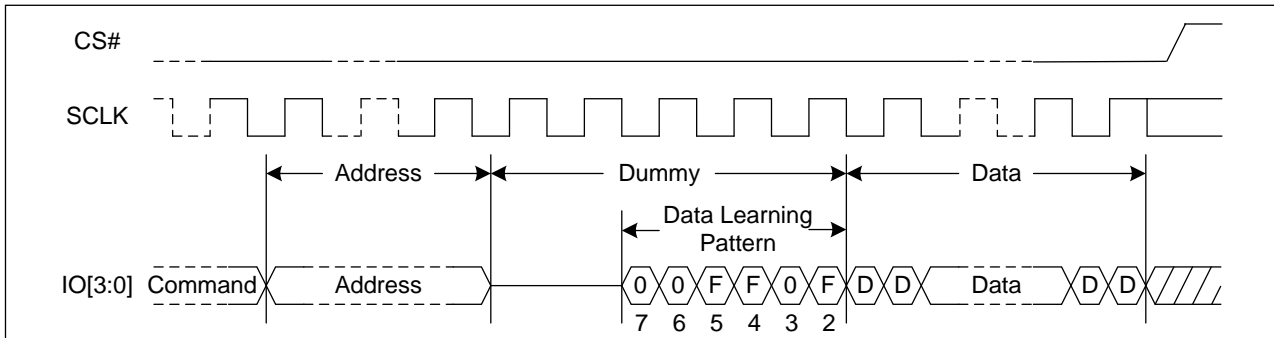 CS#
SCLK
Address Dummy Data
Data Learning
Pattern
IO[3:0] Command Address 0 0 F F 0 F D D Data D D
7 6 5 4 3 2